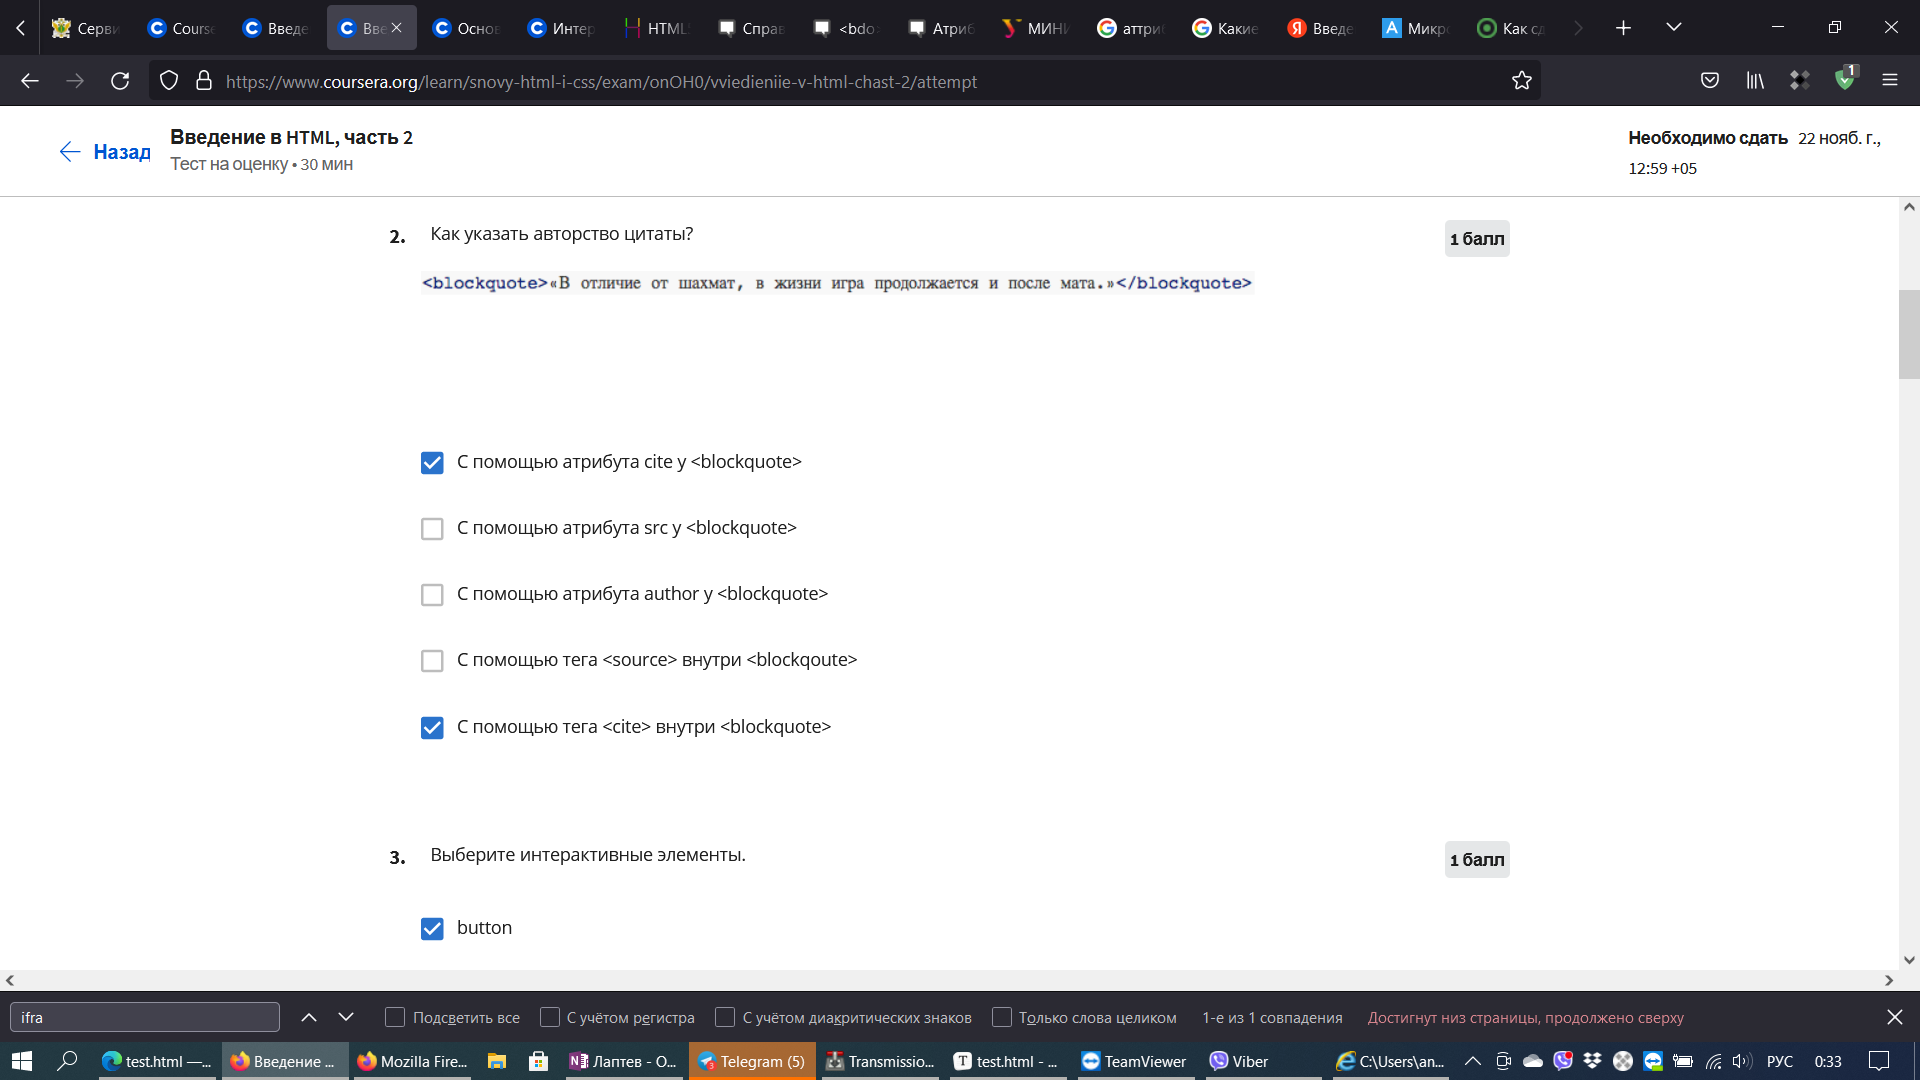 Серви
Course
Введе
Вве
Основ
Интер
HTML5
Справ
<bdo>
Атриб
МИНИ
аттриб
Какие
Введе
Микро
Как сд
https://www.coursera.org/learn/snovy-html-i-css/exam/onOH0/vviedieniie-v-html-chast-2/attempt
1
Назад
Введение в HTML, часть 2
Тест на оценку • 30 мин
Необходимо сдать 22 нояб. г.,
12:59 +05
2. Как указать авторство цитаты?
1 балл
<blockquote>«В отличие от шахмат, в жизни игра продолжается и после мата.»</blockquote>
С помощью атрибута cite у <blockquote>
С помощью атрибута src у <blockquote>
С помощью атрибута author у <blockquote>
С помощью тега <source> внутри <blockqoute>
С помощью тега <cite> внутри <blockquote>
3. Выберите интерактивные элементы.
1 балл
button
ifra
Подсветить все
С учётом регистра
С учётом диакритических знаков
Только слова целиком
1-е из 1 совпадения
Достигнут низ страницы, продолжено сверху
test.html —...
Введение ...
Mozilla Fire...
Лаптев - O...
Telegram (5)
Transmissio...
test.html - ...
TeamViewer
Viber
C:\Users\an...
РУС
0:33